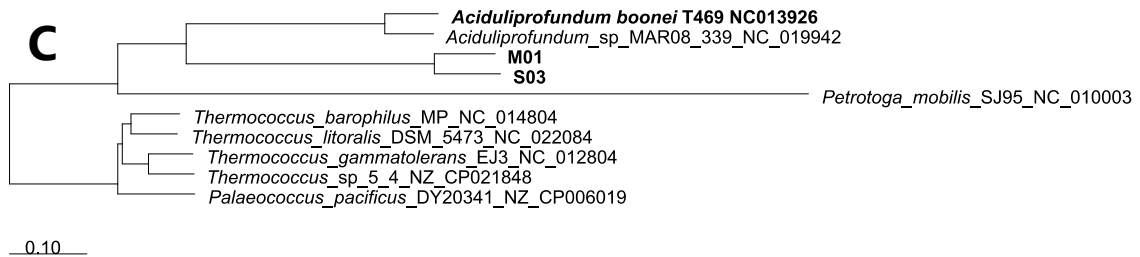 C
Aciduliprofundum boonei T469 NC013926
Aciduliprofundum_sp_MAR08_339_NC_019942
M01
S03
Petrotoga_mobilis_SJ95_NC_010003
Thermococcus_barophilus_MP_NC_014804
Thermococcus_litoralis_DSM_5473_NC_022084
Thermococcus_gammatolerans_EJ3_NC_012804
Thermococcus_sp_5_4_NZ_CP021848
Palaeococcus_pacificus_DY20341_NZ_CP006019
0.10